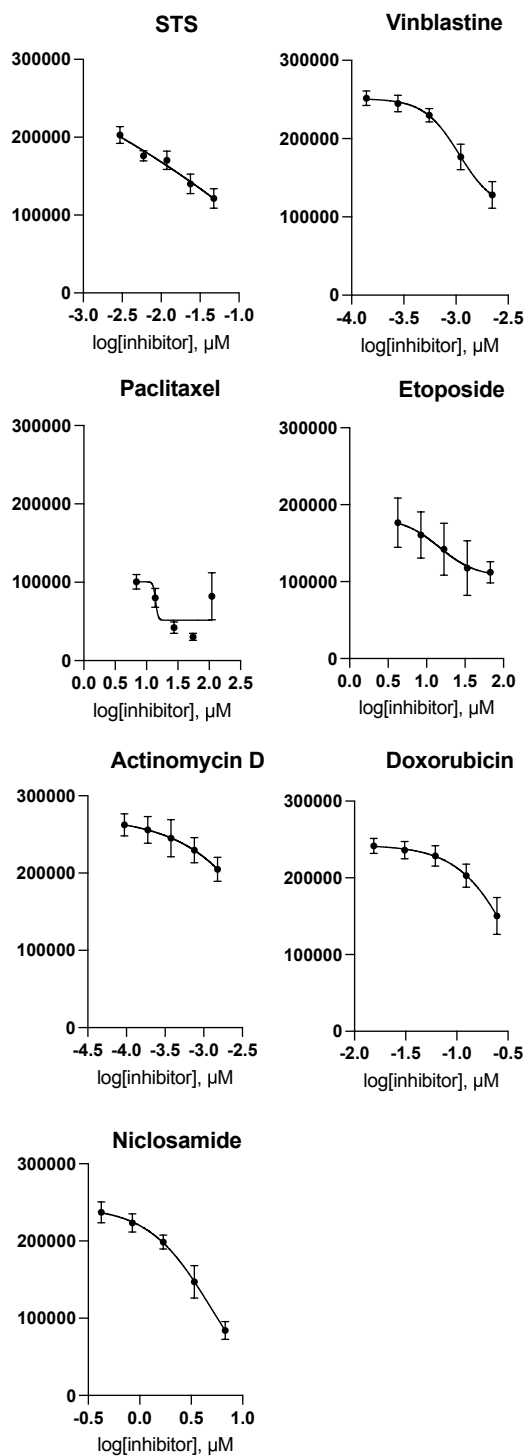 STS
300000
200000
100000
0
-3.0 -2.5 -2.0 -1.5 -1.0
log[inhibitor], µM
Vinblastine
300000
200000
100000
0
-4.0 -3.5 -3.0 -2.5
log[inhibitor], µM
Paclitaxel
300000
200000
100000
0
0.0 0.5 1.0 1.5 2.0 2.5
log[inhibitor], µM
Etoposide
300000
200000
100000
0
0.0 0.5 1.0 1.5 2.0
log[inhibitor], µM
Actinomycin D
300000
200000
100000
0
-4.5 -4.0 -3.5 -3.0 -2.5
log[inhibitor], µM
Doxorubicin
300000
200000
100000
0
-2.0 -1.5 -1.0 -0.5
log[inhibitor], µM
Niclosamide
300000
200000
100000
0
-0.5 0.0 0.5 1.0
log[inhibitor], µM